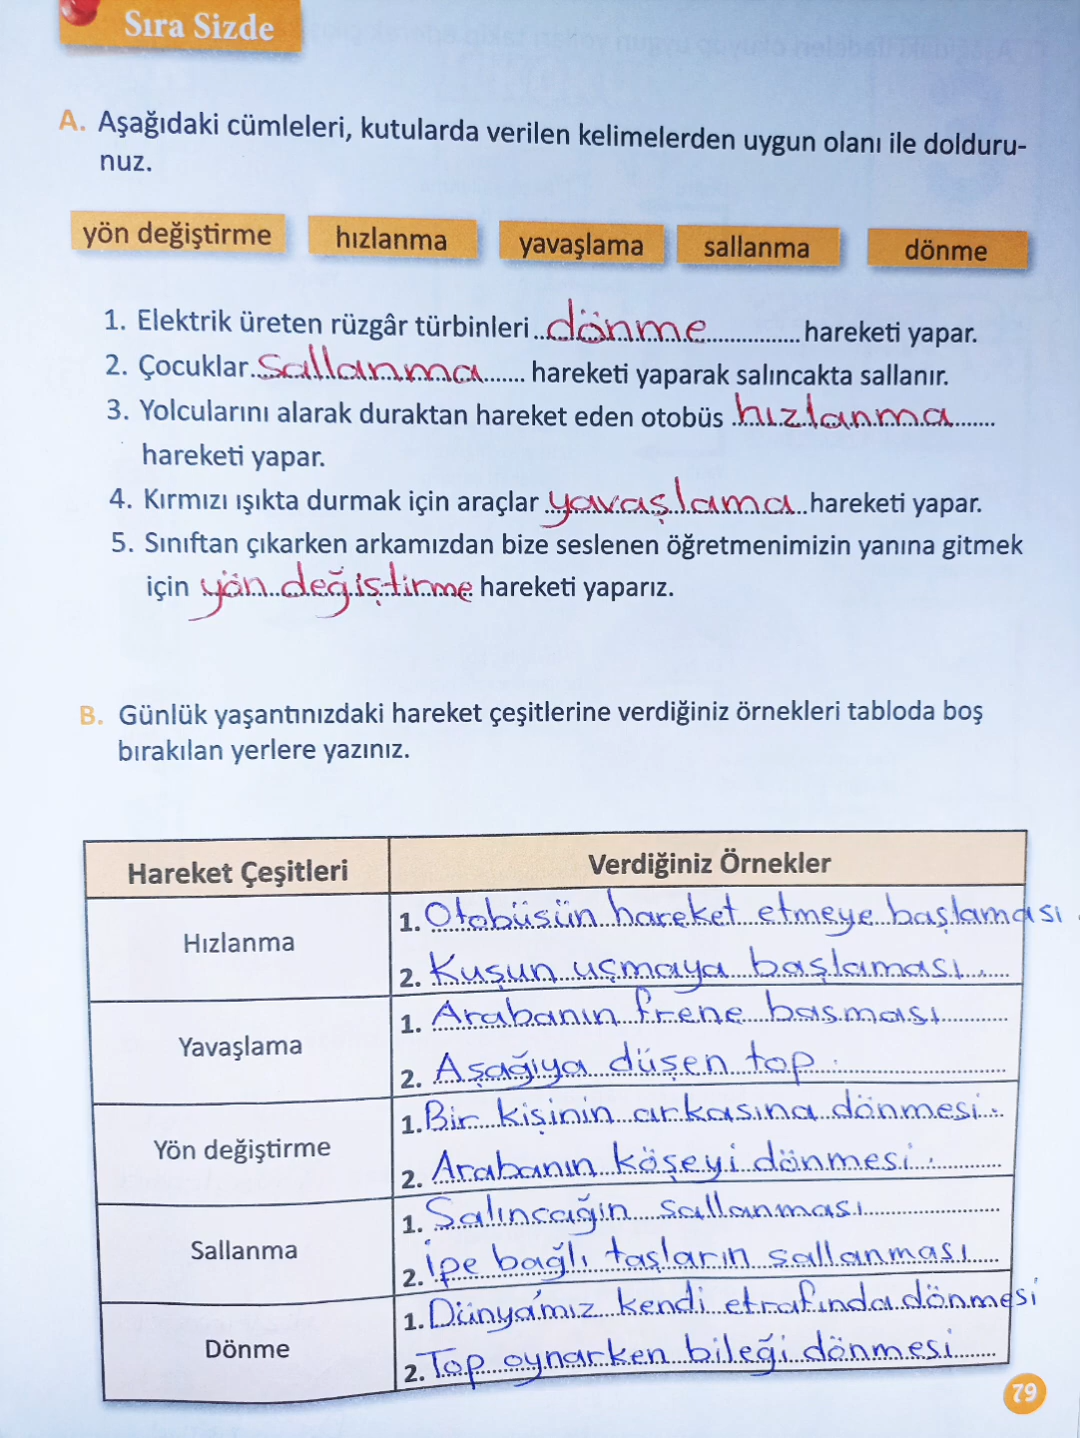 Sıra Sizde
A. Aşağıdaki cümleleri, kutularda verilen kelimelerden uygun olanı ile dolduru-
nuz.
yön değiştirme hızlanma yavaşlama sallanma dönme
1. Elektrik üreten rüzgâr türbinleri dönme hareketi yapar.
2. Çocuklar sallanma hareketi yaparak salıncakta sallanır.
3. Yolcularını alarak duraktan hareket eden otobüs hızlanma
hareketi yapar.
4. Kırmızı ışıkta durmak için araçlar yavaşlama hareketi yapar.
5. Sınıftan çıkarken arkamızdan bize seslenen öğretmenimizin yanına gitmek
için yön değiştirme hareketi yaparız.
B. Günlük yaşantınızdaki hareket çeşitlerine verdiğiniz örnekleri tabloda boş
bırakılan yerlere yazınız.
Hareket Çeşitleri Verdiğiniz Örnekler
Hızlanma
1. Otobüsün hareket etmeye başlaması
2. Kuşun uçmaya başlaması
Yavaşlama
1. Arabanın frene basması
2. Aşağıya düşen top
Yön değiştirme
1. Bir kişinin arkasına dönmesi
2. Arabanın köşeyi dönmesi
Sallanma
1. Salıncağın sallanması
2. İpe bağlı taşların sallanması
Dönme
1. Dünya'mız kendi etrafında dönmesi
2. Top oynarken bileği dönmesi
79